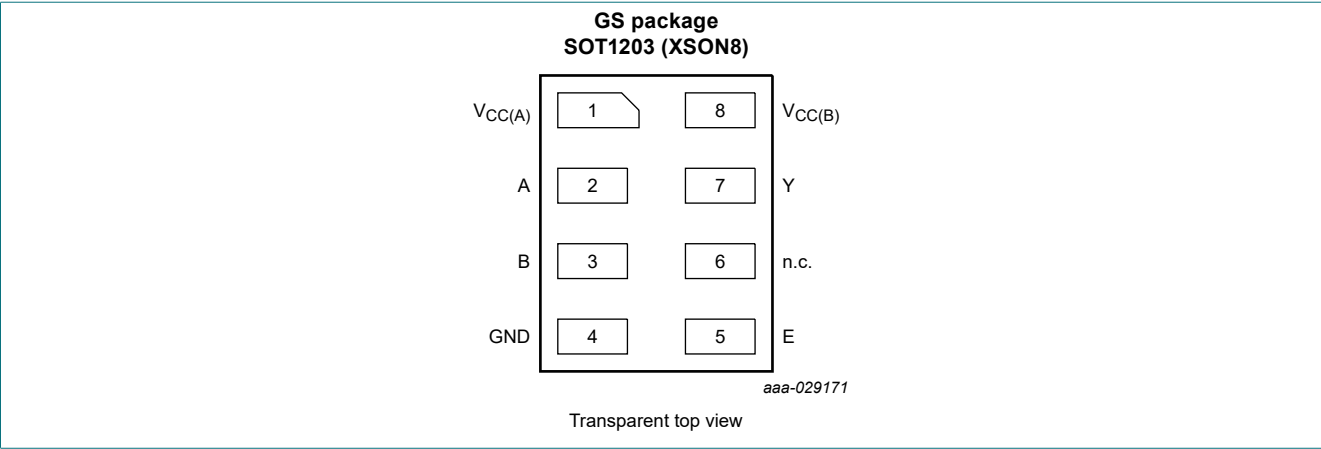 GS package
SOT1203 (XSON8)
VCC(A) 1 8 VCC(B)
A 2 7 Y
B 3 6 n.c.
GND 4 5 E
aaa-029171
Transparent top view